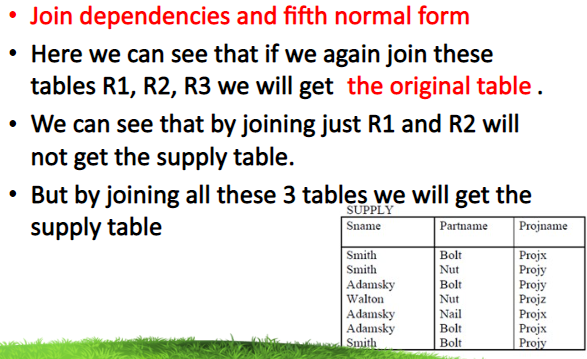 • Join dependencies and fifth normal form
• Here we can see that if we again join these
tables R1, R2, R3 we will get the original table .
• We can see that by joining just R1 and R2 will
not get the supply table.
• But by joining all these 3 tables we will get the
supply table
SUPPLY
Sname Partname Projname
Smith Bolt Projx
Smith Nut Projy
Adamsky Bolt Projy
Walton Nut Projz
Adamsky Nail Projx
Adamsky Bolt Projx
Smith Bolt Projy